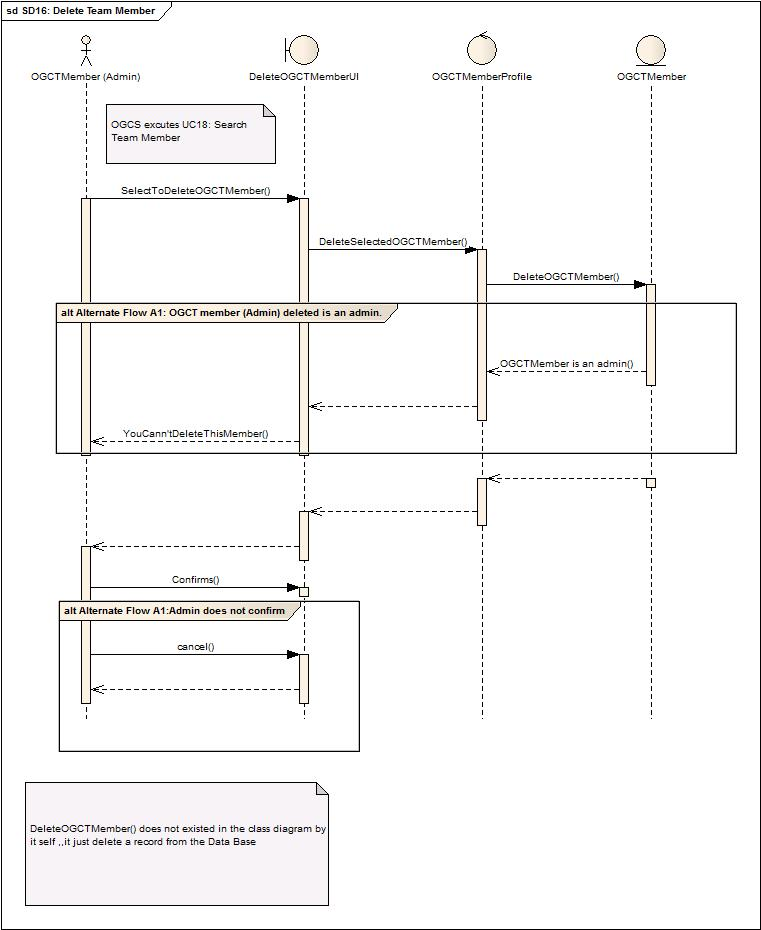 sd SD16: Delete Team Member
OGCTMember (Admin)
DeleteOGCTMemberUI
OGCTMemberProfile
OGCTMember
OGCS excutes UC18: Search
Team Member
SelectToDeleteOGCTMember()
DeleteSelectedOGCTMember()
DeleteOGCTMember()
alt Alternate Flow A1: OGCT member (Admin) deleted is an admin.
OGCTMember is an admin()
YouCann'tDeleteThisMember()
Confirms()
alt Alternate Flow A1:Admin does not confirm
cancel()
DeleteOGCTMember() does not existed in the class diagram by
it self ,,it just delete a record from the Data Base